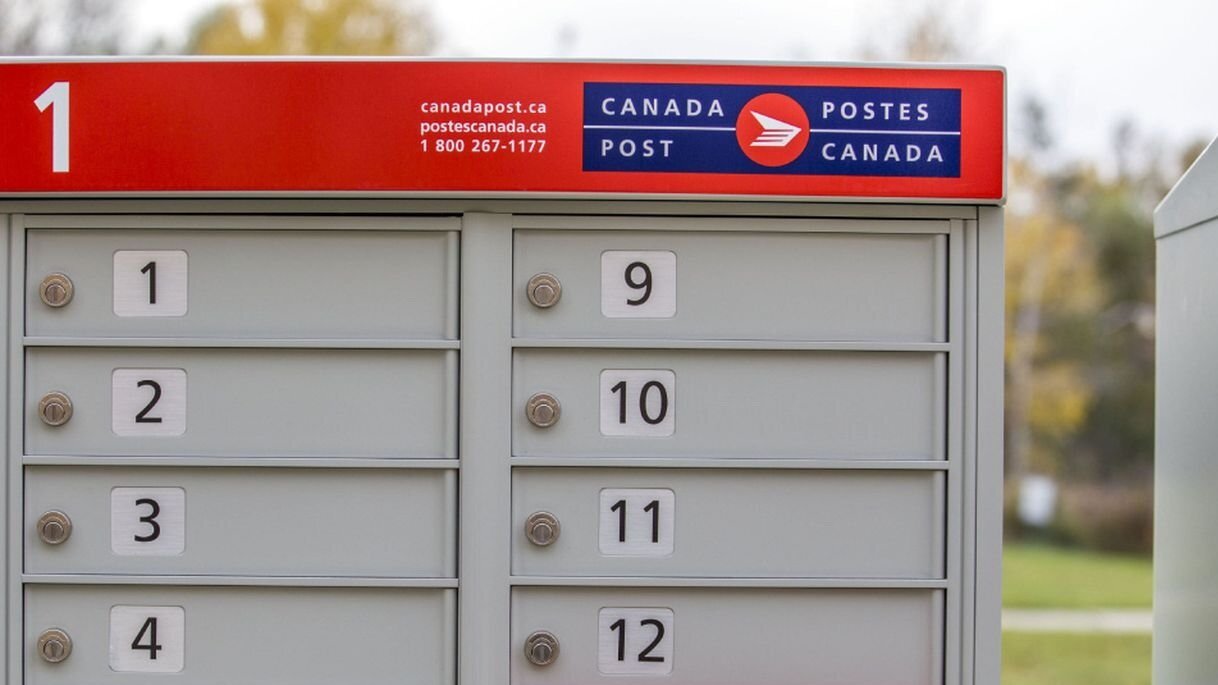 1
canadapost.ca
postescanada.ca
1 800 267-1177
CANADA
POST
POSTES
CANADA
1
2
3
4
9
10
11
12